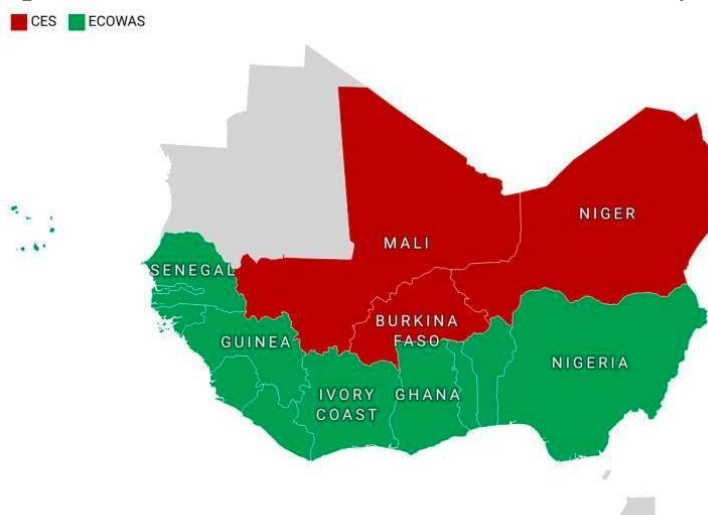 CES ECOWAS
NIGER
MALI
SENEGAL
BURKINA
FASO
GUINEA
NIGERIA
IVORY
COAST
GHANA